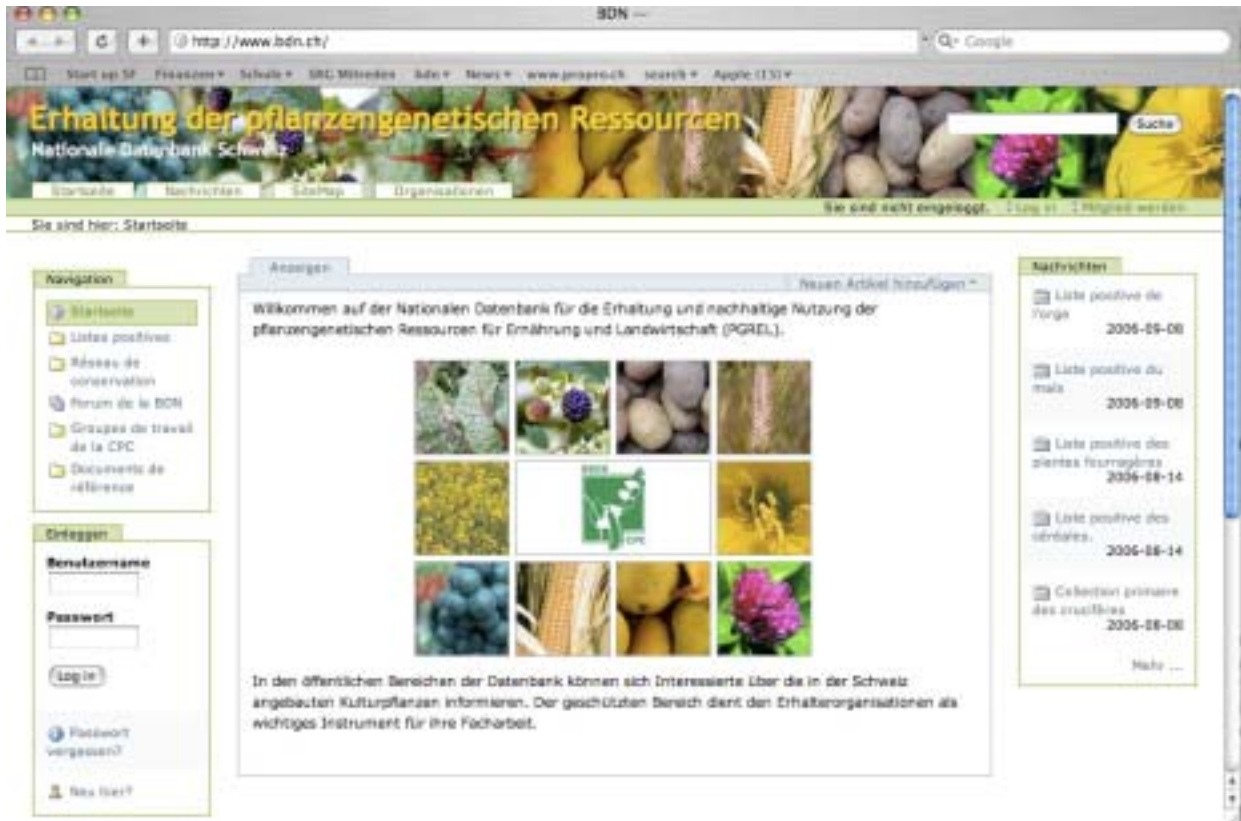 BDN —
http://www.bdn.ch/
Google
Start up SF Finanzen Schule SRG Mitreden bdn News www.propro.ch search Apple (13)
Erhaltung der pflanzengenetischen Ressourcen
Nationale Datenbank Schweiz
Suche
Startseite Nachrichten SiteMap Organisationen
Sie sind nicht eingeloggt. Log in Mitglied werden
Sie sind hier: Startseite
Navigation
Startseite
Listes positives
Réseau de
conservation
Forum de la BDN
Groupes de travail
de la CPC
Documents de
référence
Einloggen
Benutzername
Passwort
Log in
Passwort
vergessen?
Neu hier?
Anzeigen
Neuen Artikel hinzufügen
Willkommen auf der Nationalen Datenbank für die Erhaltung und nachhaltige Nutzung der
pflanzengenetischen Ressourcen für Ernährung und Landwirtschaft (PGREL).
CPC
In den öffentlichen Bereichen der Datenbank können sich Interessierte über die in der Schweiz
angebauten Kulturpflanzen informieren. Der geschützten Bereich dient den Erhalterorganisationen als
wichtiges Instrument für ihre Facharbeit.
Nachrichten
Liste positive de
l'orge
2006-09-08
Liste positive du
maïs
2006-09-08
Liste positive des
plantes fourragères
2006-08-14
Liste positive des
céréales.
2006-08-14
Collection primaire
des crucifères
2006-08-08
Mehr ...